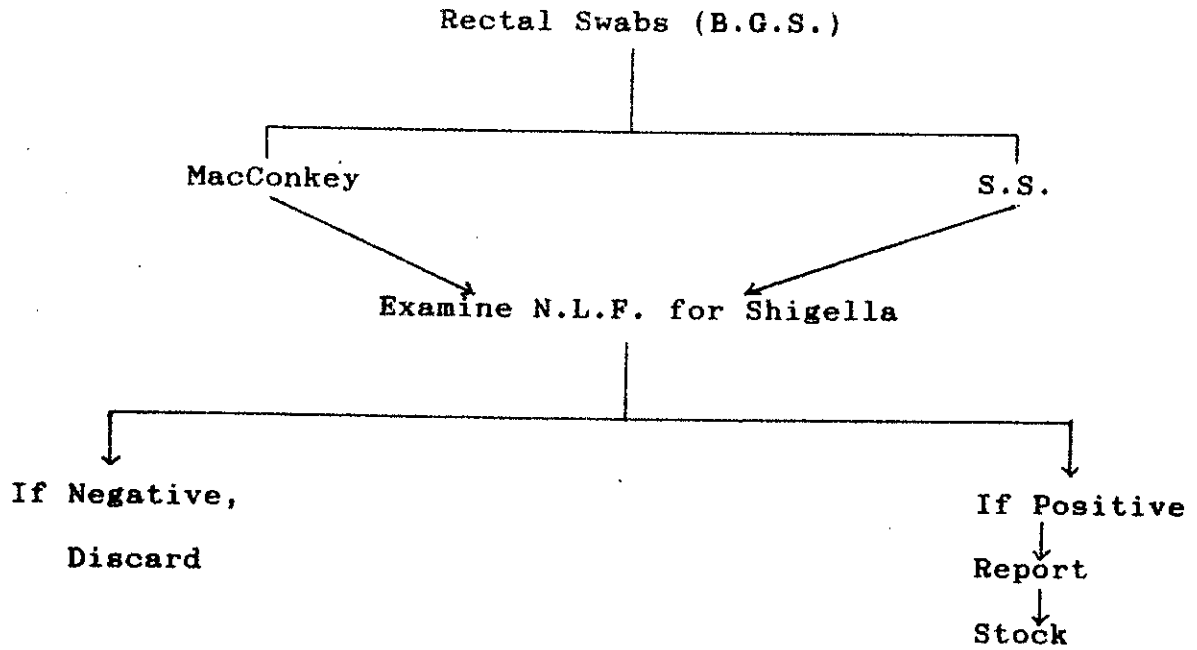 Rectal Swabs (B.G.S.)
MacConkey
S.S.
Examine N.L.F. for Shigella
If Negative,
Discard
If Positive
Report
Stock